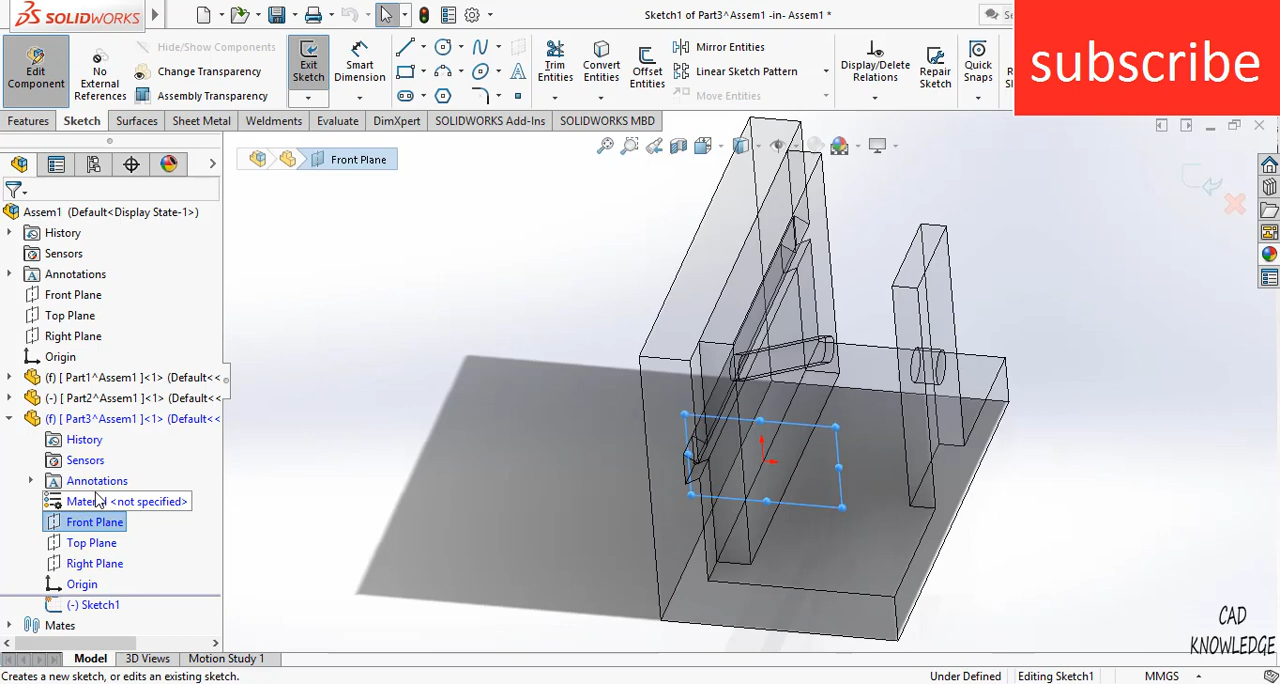 SOLIDWORKS
Sketch1 of Part3^Assem1 -in- Assem1 *
subscribe
Edit Component
No External References
Hide/Show Components
Change Transparency
Assembly Transparency
Exit Sketch
Smart Dimension
Trim Entities
Convert Entities
Offset Entities
Mirror Entities
Linear Sketch Pattern
Move Entities
Display/Delete Relations
Repair Sketch
Quick Snaps
Features
Sketch
Surfaces
Sheet Metal
Weldments
Evaluate
DimXpert
SOLIDWORKS Add-Ins
SOLIDWORKS MBD
Front Plane
Assem1 (Default<Display State-1>)
History
Sensors
Annotations
Front Plane
Top Plane
Right Plane
Origin
(f) [ Part1^Assem1 ]<1> (Default<<
(-) [ Part2^Assem1 ]<1> (Default<<
(f) [ Part3^Assem1 ]<1> (Default<<
History
Sensors
Annotations
Material <not specified>
Front Plane
Top Plane
Right Plane
Origin
(-) Sketch1
Mates
CAD
KNOWLEDGE
Model
3D Views
Motion Study 1
Creates a new sketch, or edits an existing sketch.
Under Defined
Editing Sketch1
MMGS